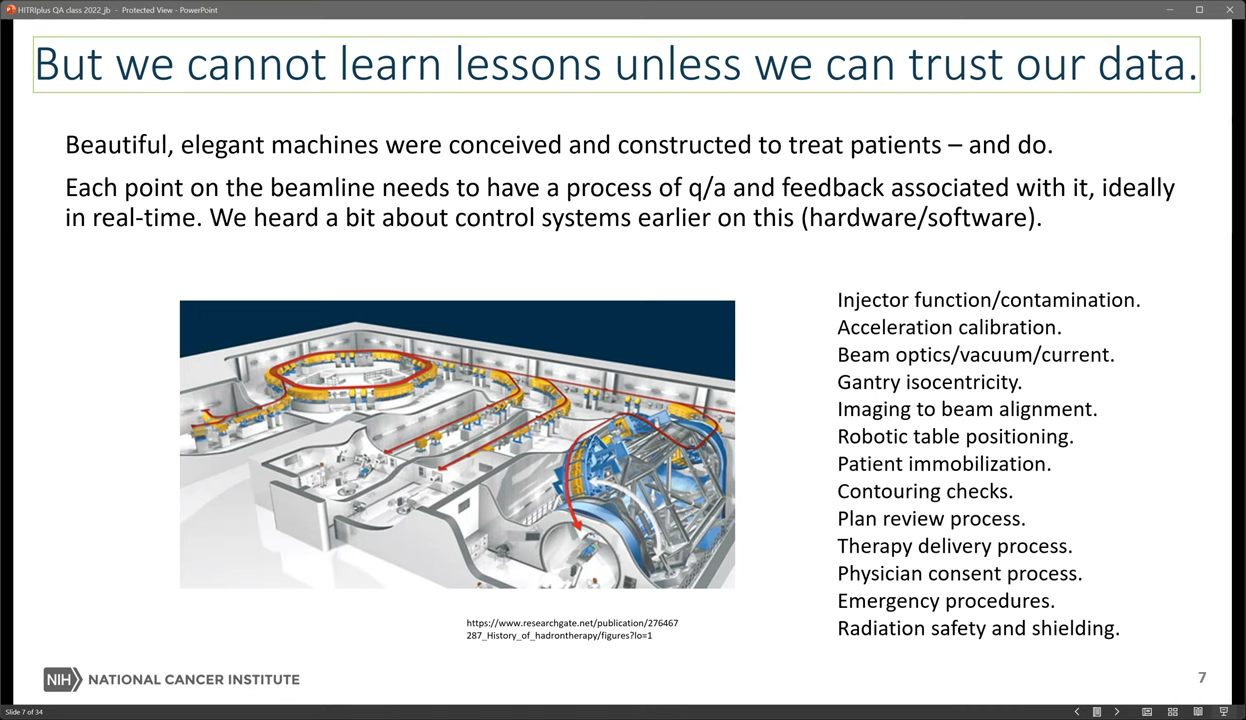 HITRIplus QA class 2022_jb - Protected View - PowerPoint
But we cannot learn lessons unless we can trust our data.
Beautiful, elegant machines were conceived and constructed to treat patients – and do.
Each point on the beamline needs to have a process of q/a and feedback associated with it, ideally
in real-time. We heard a bit about control systems earlier on this (hardware/software).
Injector function/contamination.
Acceleration calibration.
Beam optics/vacuum/current.
Gantry isocentricity.
Imaging to beam alignment.
Robotic table positioning.
Patient immobilization.
Contouring checks.
Plan review process.
Therapy delivery process.
Physician consent process.
Emergency procedures.
Radiation safety and shielding.
https://www.researchgate.net/publication/276467
287_History_of_hadrontherapy/figures?lo=1
NIH NATIONAL CANCER INSTITUTE
7
Slide 7 of 34